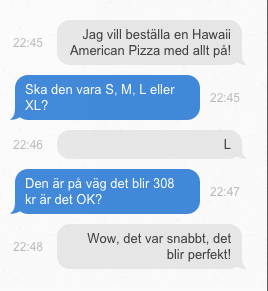 22:45
Jag vill beställa en Hawaii
American Pizza med allt på!
Ska den vara S, M, L eller
XL?
22:45
22:46
L
Den är på väg det blir 308
kr är det OK?
22:47
22:48
Wow, det var snabbt, det
blir perfekt!